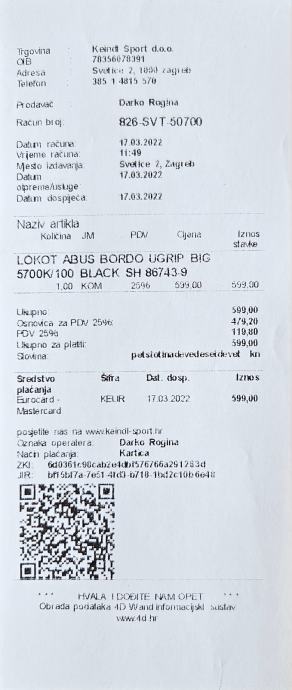 Trgovina : Keindl Sport d.o.o.
OIB : 78356078391
Adresa : Svetice 2, 1000 zagreb
Telefon : 385 1 4815 570
Prodavač : Darko Rogina
Račun broj: 826-SVT-50700
Datum računa: 17.03.2022
Vrijeme računa: 11:49
Mjesto izdavanja: Svetice 2, Zagreb
Datum 17.03.2022
otpreme/usluge
Datum dospijeća: 17.03.2022
Naziv artikla
Količina JM PDV Cijena Iznos
stavke
LOKOT ABUS BORDO UGRIP BIG
5700K/100 BLACK SH 86743-9
1,00 KOM 25% 599,00 599,00
Ukupno 599,00
Osnovica za PDV 25%: 479,20
PDV 25% 119,80
Ukupno za platiti: 599,00
Slovima: petstotinadevedesetdevet kn
Sredstvo Šifra Dat. dosp. Iznos
plaćanja
Eurocard - KEUR 17.03.2022 599,00
Mastercard
posjetite nas na www.keindl-sport.hr
Oznaka operatera: Darko Rogina
Način plaćanja: Kartica
ZKI:
JIR:
*** HVALA I DOĐITE NAM OPET ***
Obrada podataka 4D Wand informacijski sustav
www.4d.hr